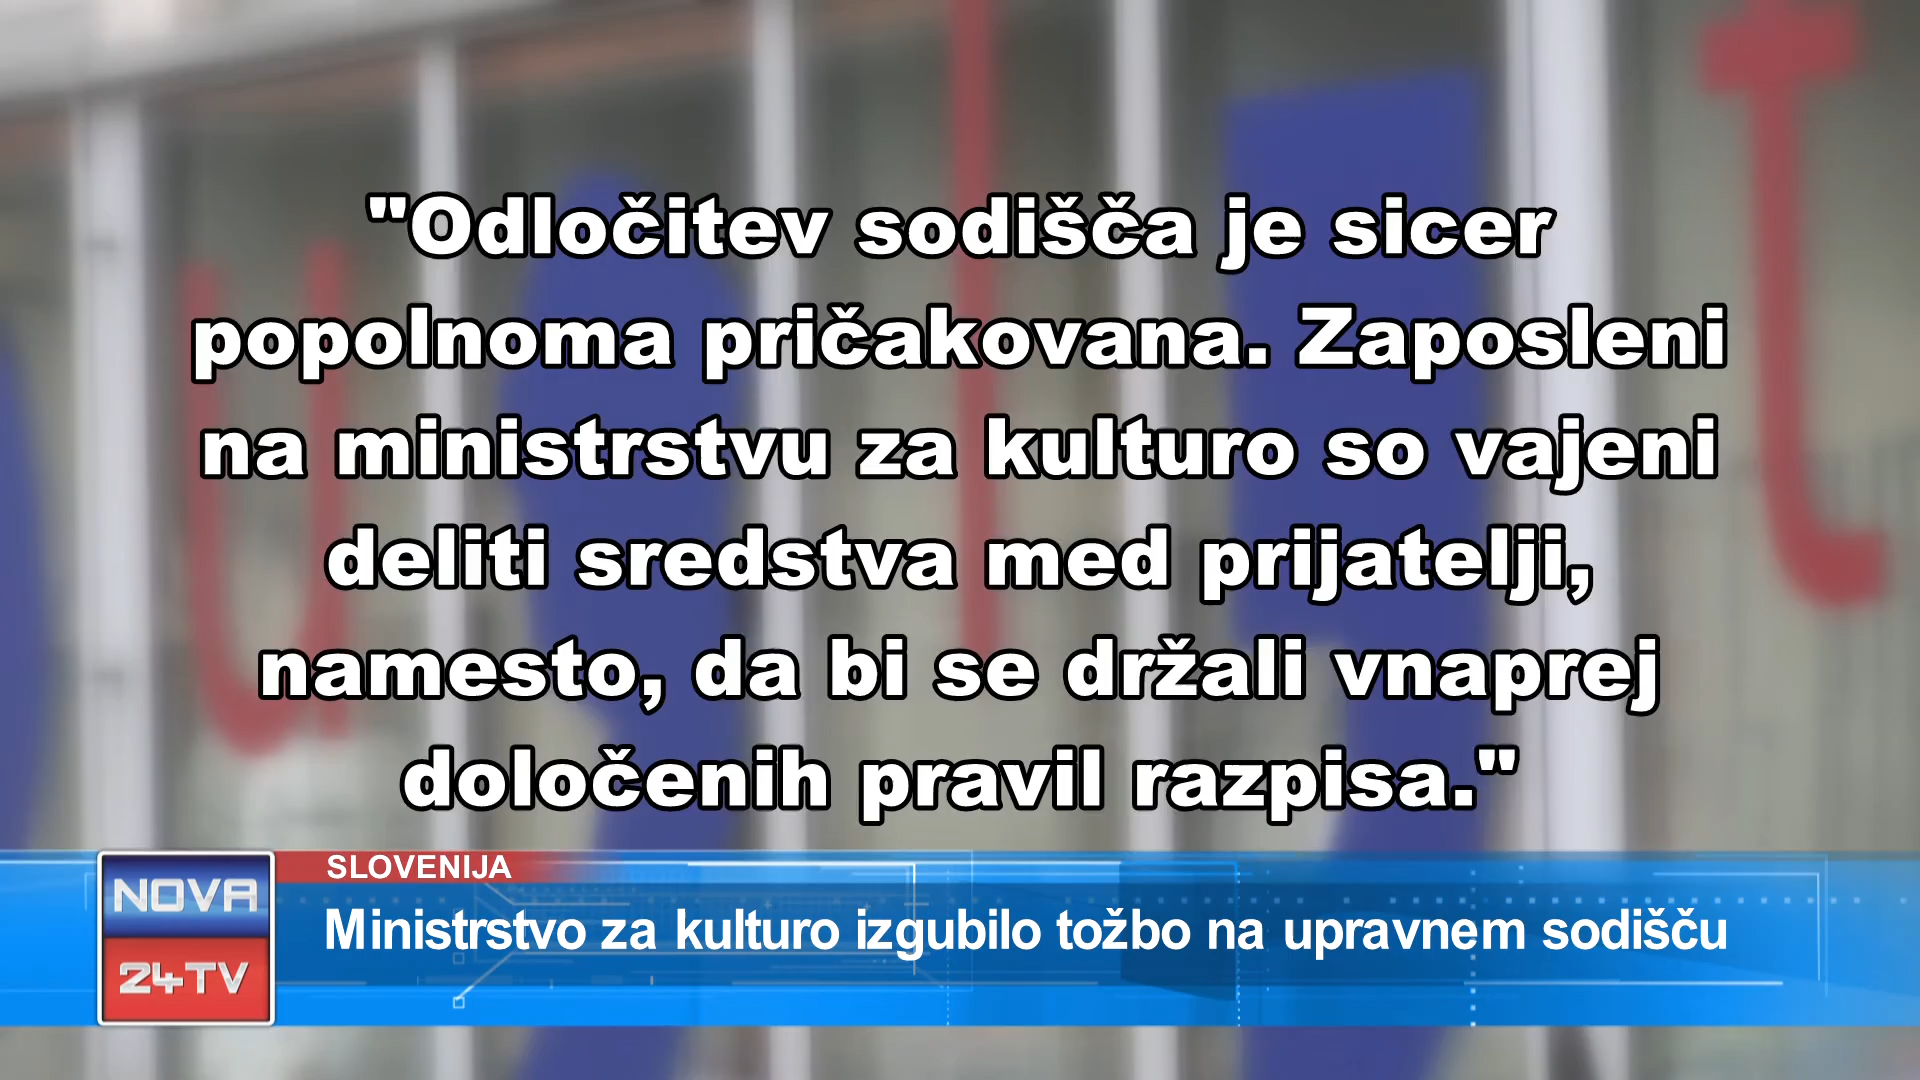 "Odločitev sodišča je sicer
popolnoma pričakovana. Zaposleni
na ministrstvu za kulturo so vajeni
deliti sredstva med prijatelji,
namesto, da bi se držali vnaprej
določenih pravil razpisa."
SLOVENIJA
Ministrstvo za kulturo izgubilo tožbo na upravnem sodišču
NOVA
24TV